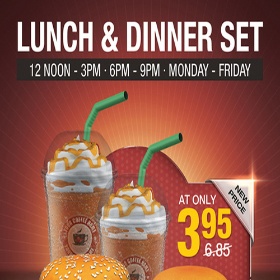 LUNCH & DINNER SET
12 NOON - 3PM · 6PM - 9PM · MONDAY - FRIDAY
NEW
PRICE
AT ONLY
3.95
6.85